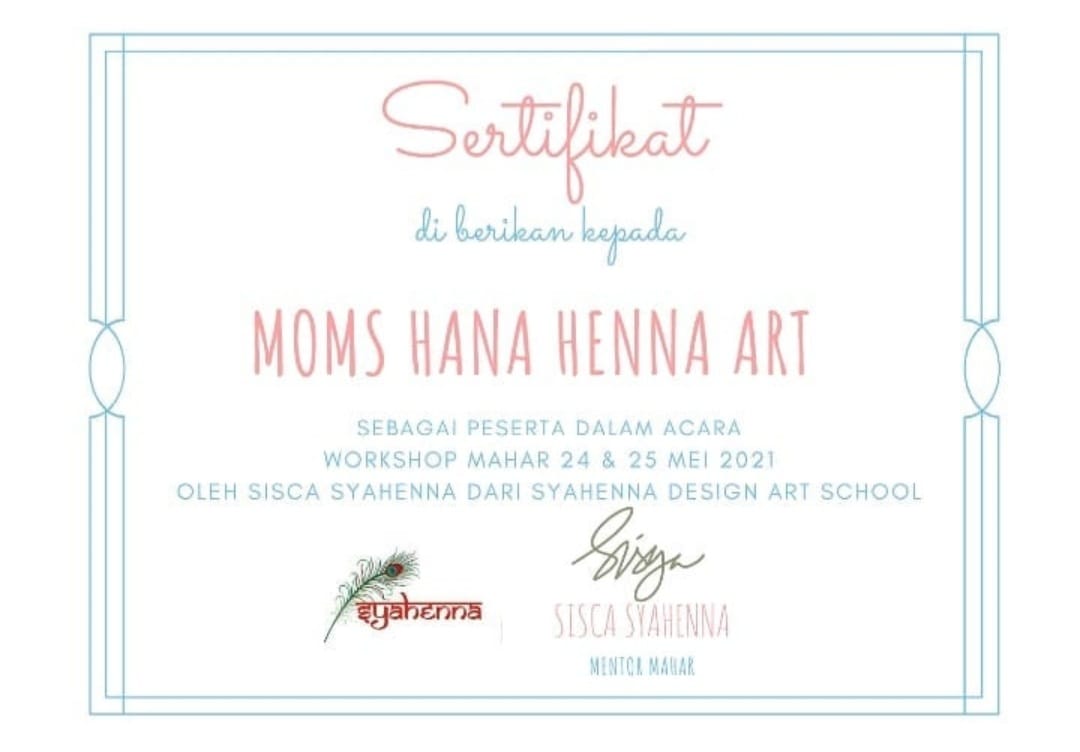 Sertifikat
di berikan kepada
MOMS HANA HENNA ART
SEBAGAI PESERTA DALAM ACARA
WORKSHOP MAHAR 24 & 25 MEI 2021
OLEH SISCA SYAHENNA DARI SYAHENNA DESIGN ART SCHOOL
syahenna
Sisya
SISCA SYAHENNA
MENTOR MAHAR